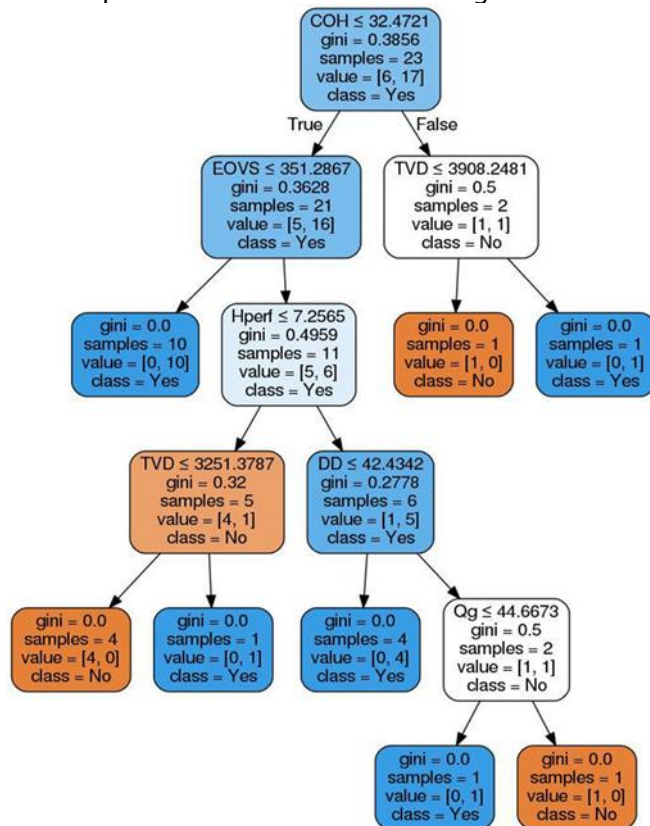 COH ≤ 32.4721
gini = 0.3856
samples = 23
value = [6, 17]
class = Yes
True
False
EOVS ≤ 351.2867
gini = 0.3628
samples = 21
value = [5, 16]
class = Yes
TVD ≤ 3908.2481
gini = 0.5
samples = 2
value = [1, 1]
class = No
gini = 0.0
samples = 10
value = [0, 10]
class = Yes
Hperf ≤ 7.2565
gini = 0.4959
samples = 11
value = [5, 6]
class = Yes
gini = 0.0
samples = 1
value = [1, 0]
class = No
gini = 0.0
samples = 1
value = [0, 1]
class = Yes
TVD ≤ 3251.3787
gini = 0.32
samples = 5
value = [4, 1]
class = No
DD ≤ 42.4342
gini = 0.2778
samples = 6
value = [1, 5]
class = Yes
gini = 0.0
samples = 4
value = [4, 0]
class = No
gini = 0.0
samples = 1
value = [0, 1]
class = Yes
gini = 0.0
samples = 4
value = [0, 4]
class = Yes
Qg ≤ 44.6673
gini = 0.5
samples = 2
value = [1, 1]
class = No
gini = 0.0
samples = 1
value = [0, 1]
class = Yes
gini = 0.0
samples = 1
value = [1, 0]
class = No